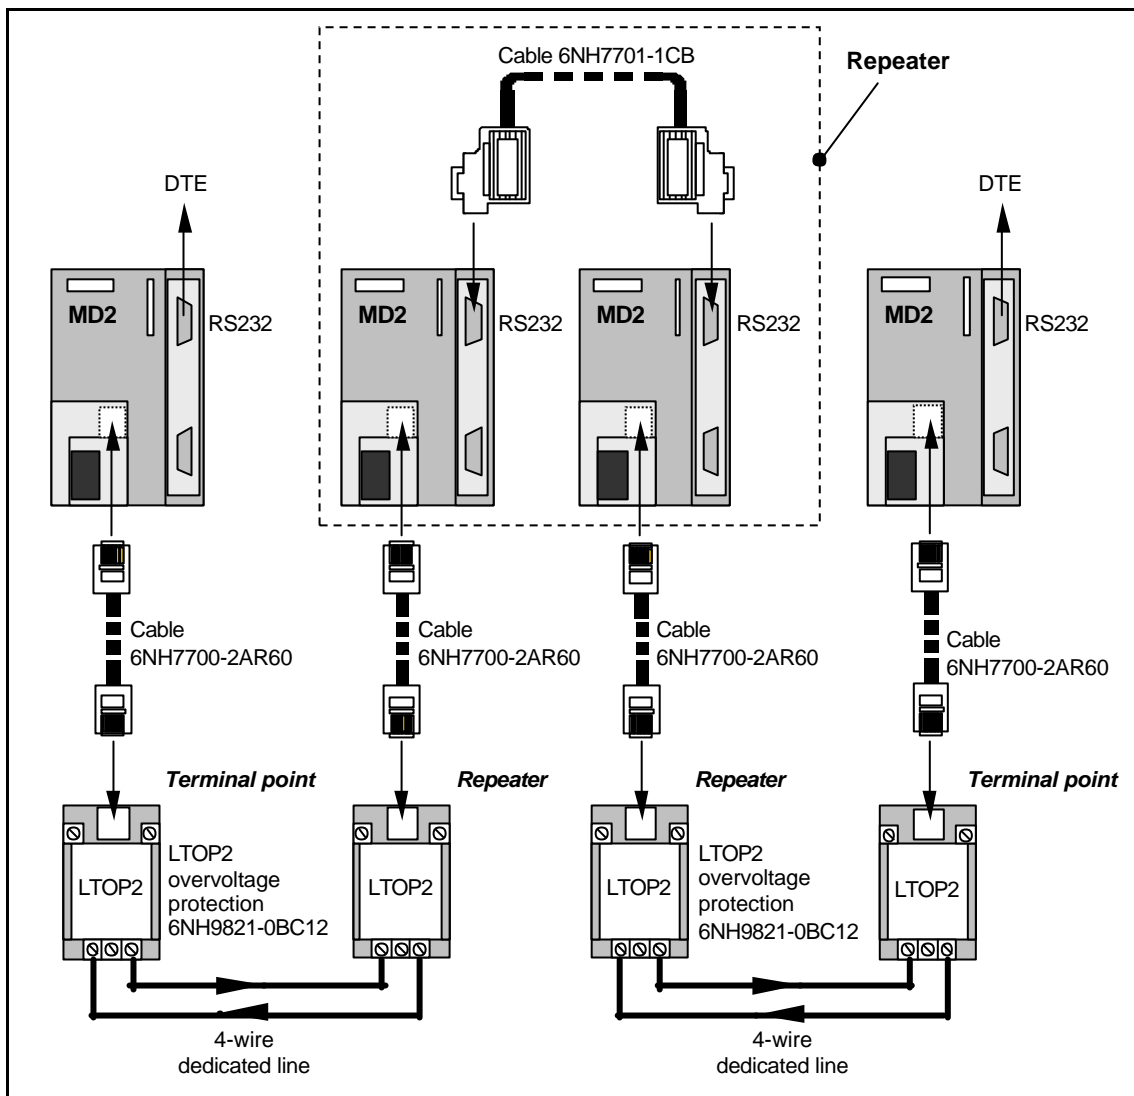 Cable 6NH7701-1CB
Repeater
DTE
DTE
MD2
RS232
MD2
RS232
MD2
RS232
MD2
RS232
Cable
6NH7700-2AR60
Cable
6NH7700-2AR60
Cable
6NH7700-2AR60
Cable
6NH7700-2AR60
Terminal point
Repeater
Repeater
Terminal point
LTOP2
LTOP2
overvoltage
protection
6NH9821-0BC12
LTOP2
LTOP2
LTOP2
overvoltage
protection
6NH9821-0BC12
LTOP2
4-wire
dedicated line
4-wire
dedicated line